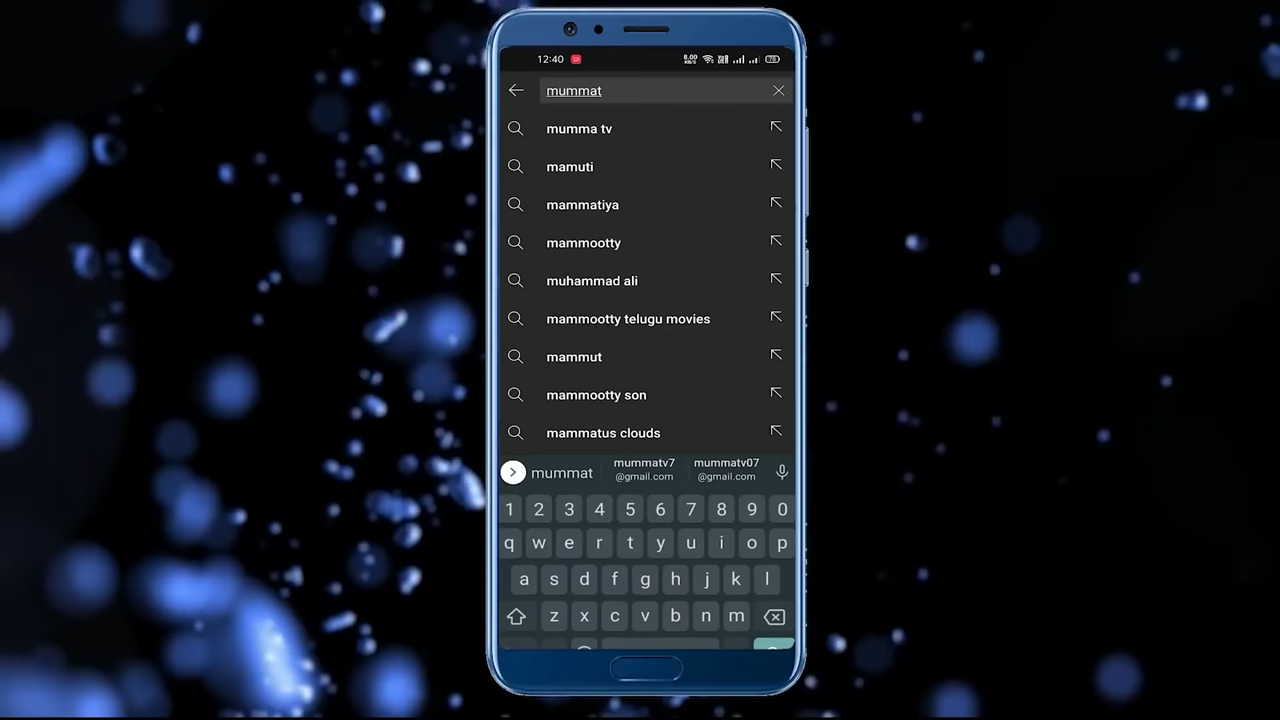 12:40
mummat
mumma tv
mamuti
mammatiya
mammootty
muhammad ali
mammootty telugu movies
mammut
mammootty son
mammatus clouds
mummat mummatv7 @gmail.com mummatv07 @gmail.com
1 2 3 4 5 6 7 8 9 0
q w e r t y u i o p
a s d f g h j k l
z x c v b n m